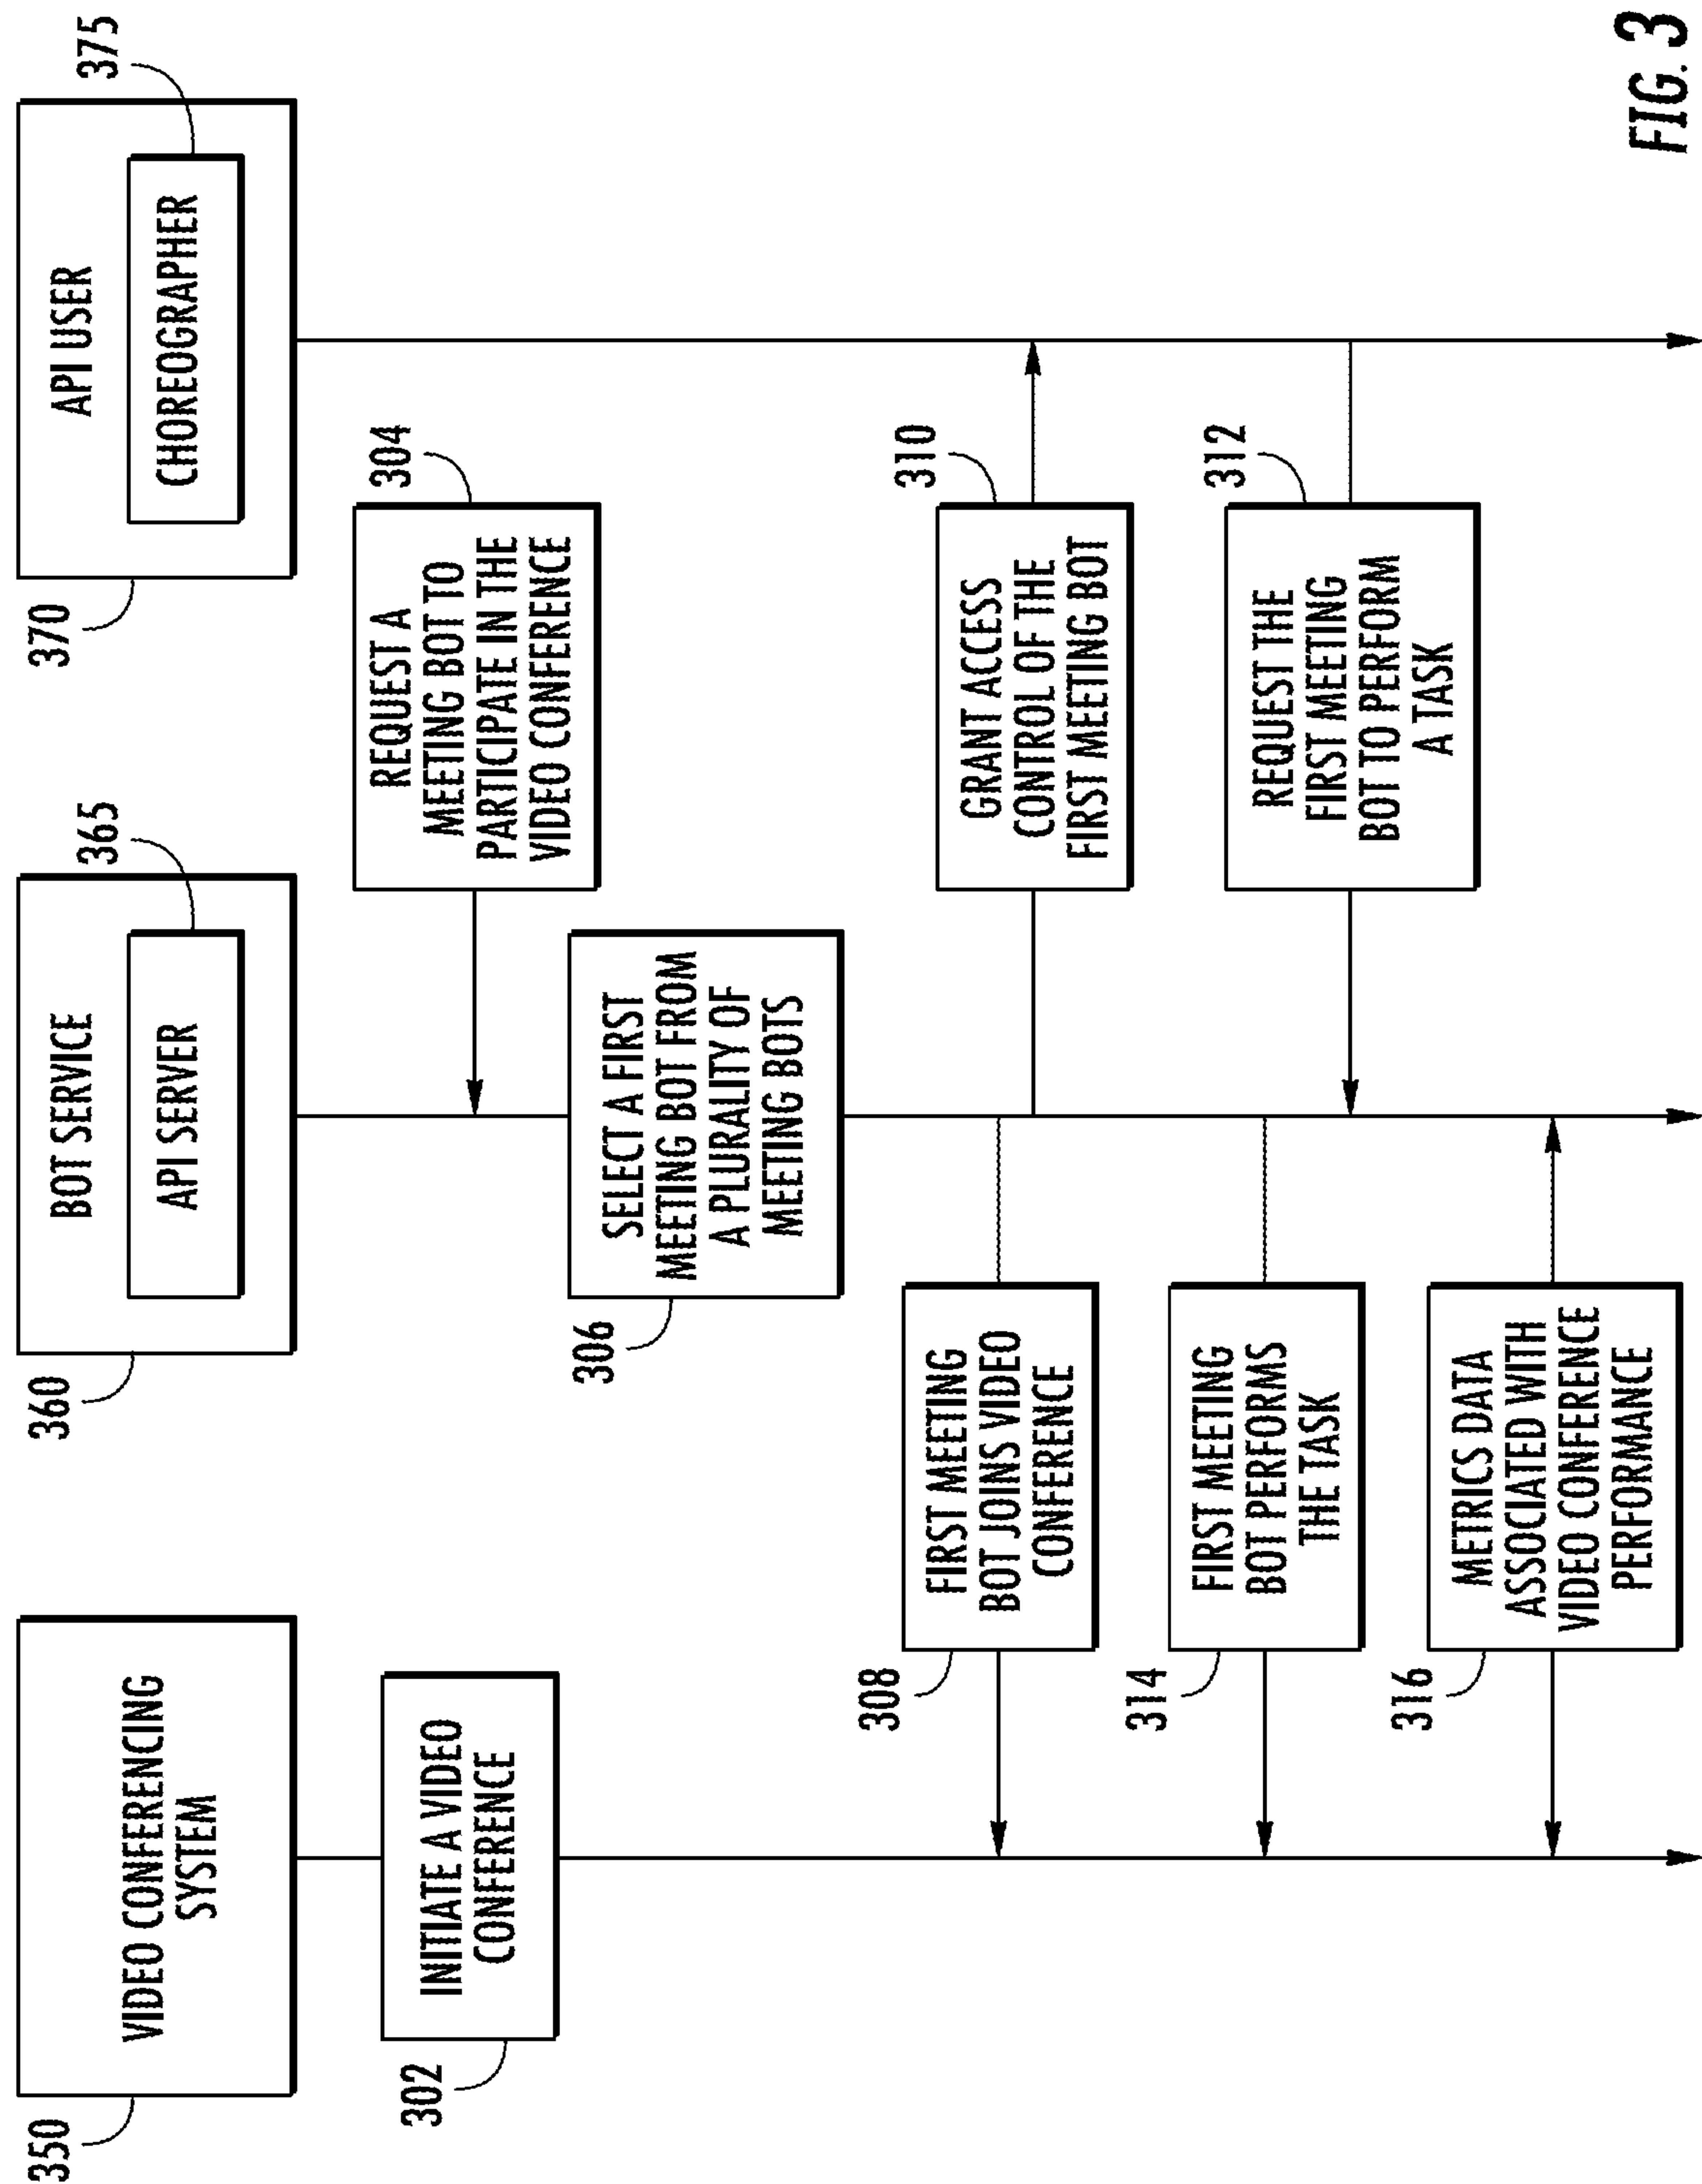 350
VIDEO CONFERENCING
SYSTEM
360
BOT SERVICE
API SERVER
365
370
API USER
CHOREOGRAPHER
375
302
INITIATE A VIDEO
CONFERENCE
REQUEST A
MEETING BOT TO
PARTICIPATE IN THE
VIDEO CONFERENCE
304
306
SELECT A FIRST
MEETING BOT FROM
A PLURALITY OF
MEETING BOTS
308
FIRST MEETING
BOT JOINS VIDEO
CONFERENCE
GRANT ACCESS
CONTROL OF THE
FIRST MEETING BOT
310
REQUEST THE
FIRST MEETING
BOT TO PERFORM
A TASK
312
314
FIRST MEETING
BOT PERFORMS
THE TASK
316
METRICS DATA
ASSOCIATED WITH
VIDEO CONFERENCE
PERFORMANCE
FIG. 3